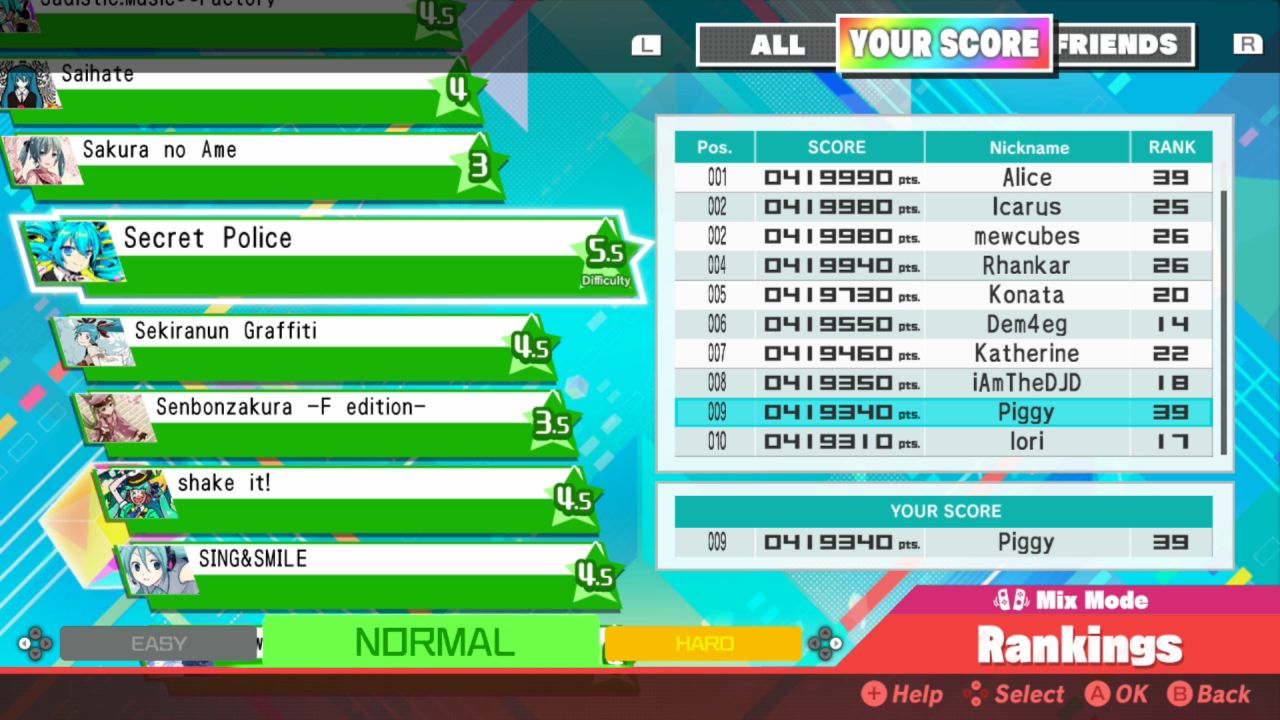 4.5
Saihate
4
Sakura no Ame
3
Secret Police
5.5
Difficulty
Sekiranun Graffiti
4.5
Senbonzakura -F edition-
3.5
shake it!
4.5
SING&SMILE
4.5
EASY
NORMAL
HARD
L
ALL
YOUR SCORE
FRIENDS
R
Pos. SCORE Nickname RANK
001 0419990 pts. Alice 39
002 0419980 pts. Icarus 25
002 0419980 pts. mewcubes 26
004 0419940 pts. Rhankar 26
005 0419730 pts. Konata 20
006 0419550 pts. Dem4eg 14
007 0419460 pts. Katherine 22
008 0419350 pts. iAmTheDJD 18
009 0419340 pts. Piggy 39
010 0419310 pts. Iori 17
YOUR SCORE
009 0419340 pts. Piggy 39
Mix Mode
Rankings
+ Help Select A OK B Back